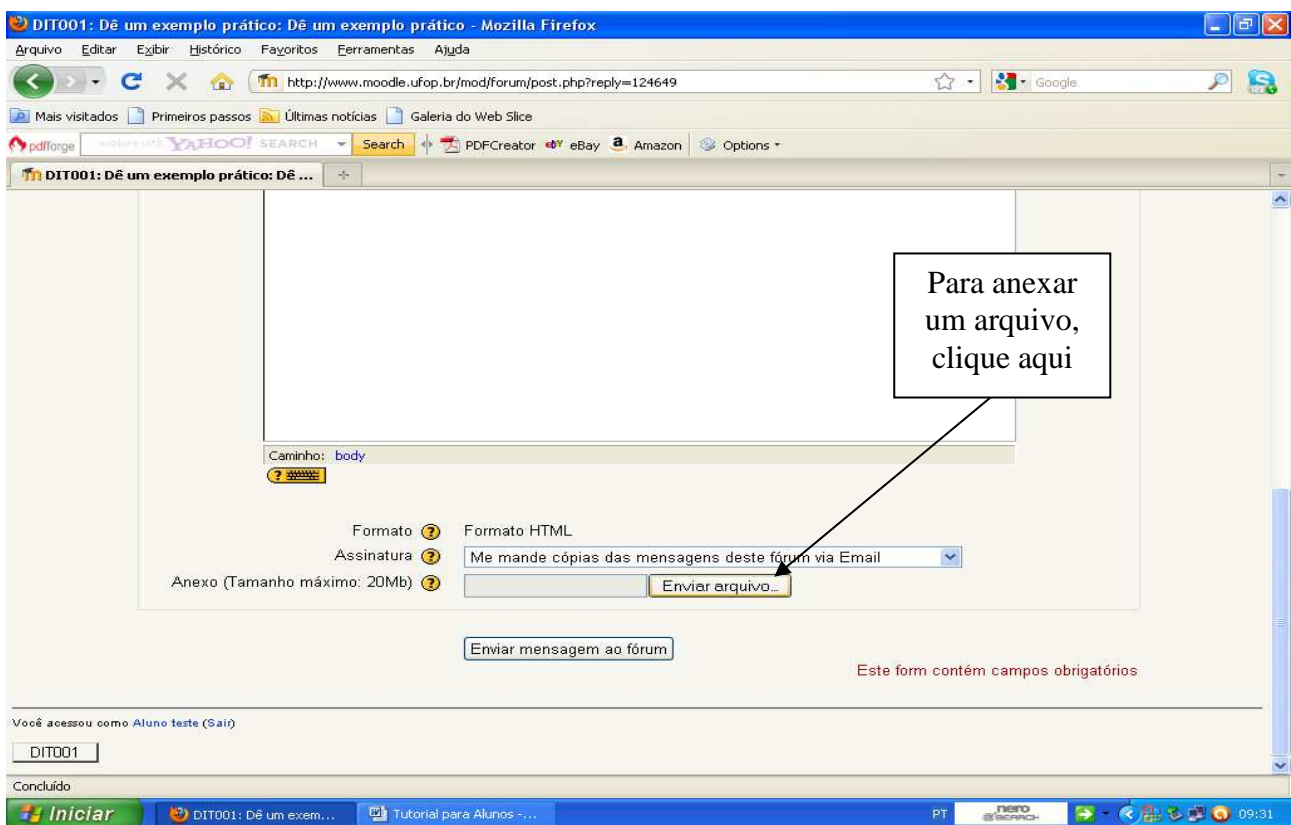 DIT001: Dê um exemplo prático: Dê um exemplo prático - Mozilla Firefox
Arquivo Editar Exibir Histórico Favoritos Ferramentas Ajuda
http://www.moodle.ufop.br/mod/forum/post.php?reply=124649 Google
Mais visitados Primeiros passos Últimas notícias Galeria do Web Slice
pdfforge explore with YAHOO! SEARCH Search PDFCreator eBay Amazon Options
DIT001: Dê um exemplo prático: Dê ...
Para anexar
um arquivo,
clique aqui
Caminho: body
Formato Formato HTML
Assinatura Me mande cópias das mensagens deste fórum via Email
Anexo (Tamanho máximo: 20Mb) Enviar arquivo...
Enviar mensagem ao fórum
Este form contém campos obrigatórios
Você acessou como Aluno teste (Sair)
DIT001
Concluído
Iniciar DIT001: Dê um exem... Tutorial para Alunos -... PT nero SEARCH 09:31